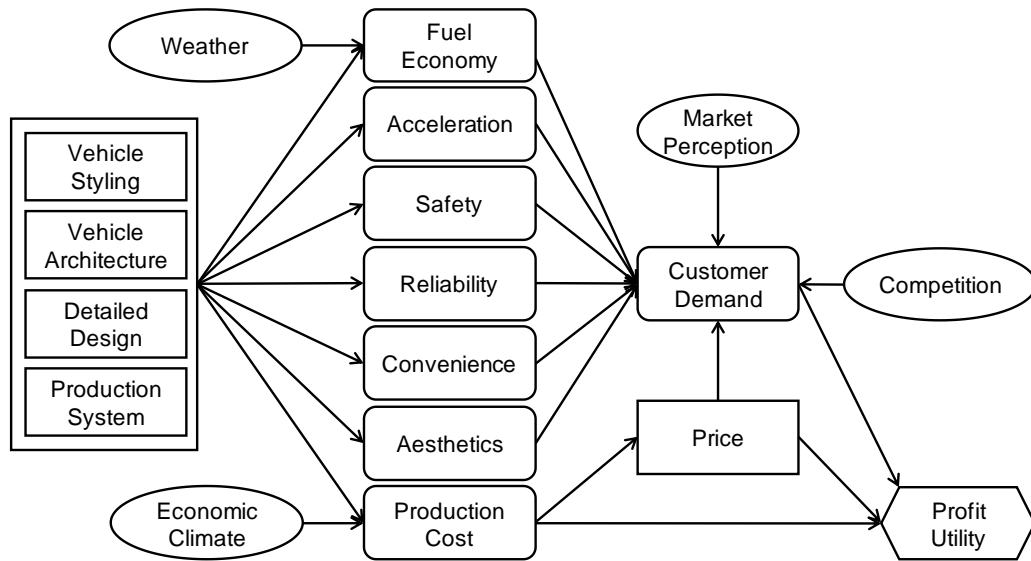 Weather
Fuel
Economy
Acceleration
Market
Perception
Vehicle
Styling
Safety
Vehicle
Architecture
Reliability
Customer
Demand
Competition
Detailed
Design
Convenience
Production
System
Aesthetics
Price
Economic
Climate
Production
Cost
Profit
Utility